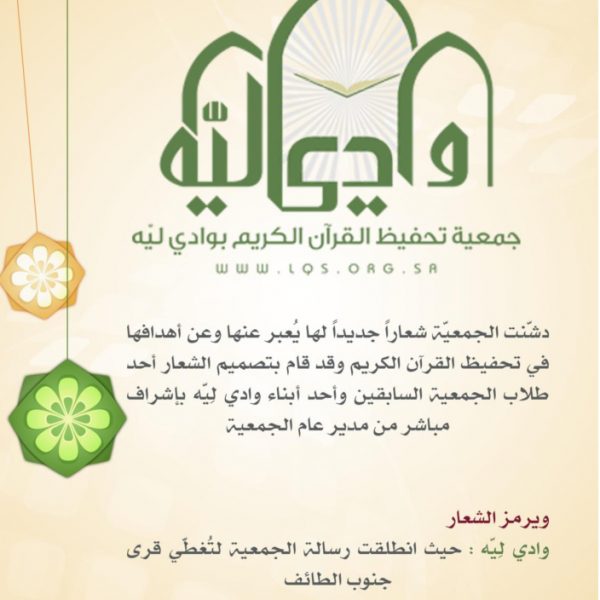 وادي ليّه
جمعية تحفيظ القرآن الكريم بوادي ليّه
WWW.LQS.ORG.SA
دشّنت الجمعيّة شعاراً جديداً لها يُعبر عنها وعن أهدافها
في تحفيظ القرآن الكريم وقد قام بتصميم الشعار أحد
طلاب الجمعية السابقين وأحد أبناء وادي لِيّه بإشراف
مباشر من مدير عام الجمعية
ويرمز الشعار
وادي لِيّه : حيث انطلقت رسالة الجمعية لتُغطّي قرى
جنوب الطائف